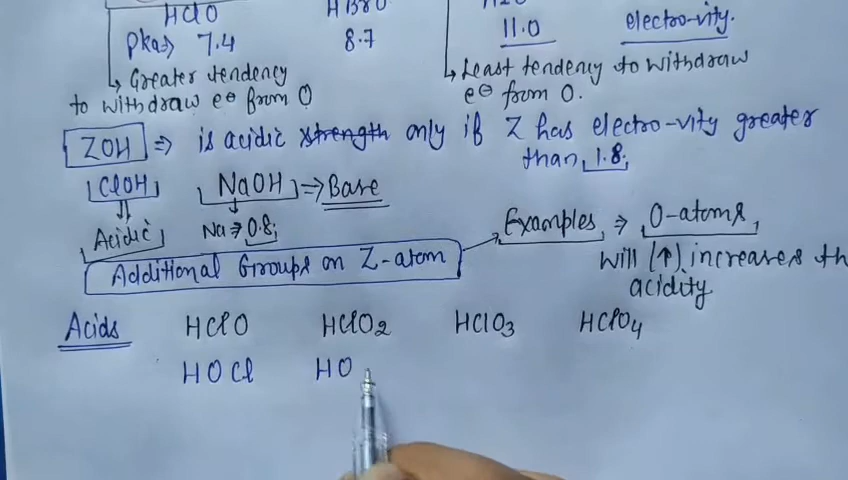 HClO HBrO
Pka⇒ 7.4 8.7 11.0 electro-vity.
↳ Greater tendency
to withdraw e⊖ from O
↳ Least tendency to withdraw
e⊖ from O.
ZOH ⇒ is acidic strength only if Z has electro-vity greater
than 1.8.
ClOH NaOH ⇒ Base
⇓ ↓
Acidic Na ⇒ 0.8;
Additional Groups on Z-atom → Examples ⇒ O-atoms,
will (↑) increases th
acidity
Acids HClO HClO2 HClO3 HClO4
HOCl HO